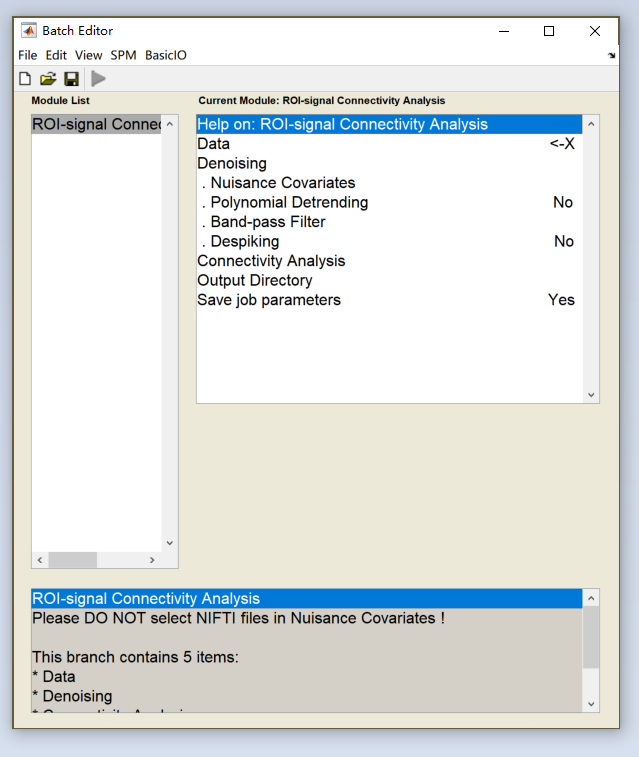 Batch Editor
File Edit View SPM BasicIO
Module List
Current Module: ROI-signal Connectivity Analysis
ROI-signal Connec
Help on: ROI-signal Connectivity Analysis
Data <-X
Denoising
. Nuisance Covariates
. Polynomial Detrending No
. Band-pass Filter
. Despiking No
Connectivity Analysis
Output Directory
Save job parameters Yes
ROI-signal Connectivity Analysis
Please DO NOT select NIFTI files in Nuisance Covariates !
This branch contains 5 items:
* Data
* Denoising
* Connectivity Analysis